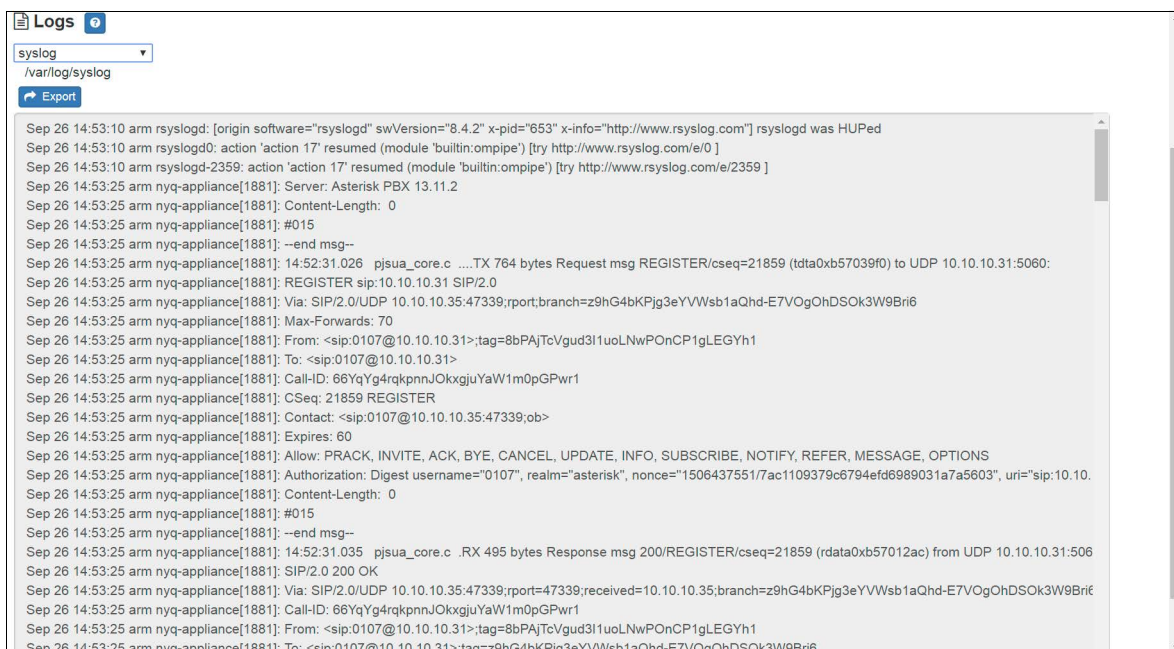 Logs
syslog
/var/log/syslog
Export
Sep 26 14:53:10 arm rsyslogd: [origin software="rsyslogd" swVersion="8.4.2" x-pid="653" x-info="http://www.rsyslog.com"] rsyslogd was HUPed
Sep 26 14:53:10 arm rsyslogd0: action 'action 17' resumed (module 'builtin:ompipe') [try http://www.rsyslog.com/e/0 ]
Sep 26 14:53:10 arm rsyslogd-2359: action 'action 17' resumed (module 'builtin:ompipe') [try http://www.rsyslog.com/e/2359 ]
Sep 26 14:53:25 arm nyq-appliance[1881]: Server: Asterisk PBX 13.11.2
Sep 26 14:53:25 arm nyq-appliance[1881]: Content-Length:  0
Sep 26 14:53:25 arm nyq-appliance[1881]: #015
Sep 26 14:53:25 arm nyq-appliance[1881]: --end msg--
Sep 26 14:53:25 arm nyq-appliance[1881]: 14:52:31.026   pjsua_core.c  ....TX 764 bytes Request msg REGISTER/cseq=21859 (tdta0xb57039f0) to UDP 10.10.10.31:5060:
Sep 26 14:53:25 arm nyq-appliance[1881]: REGISTER sip:10.10.10.31 SIP/2.0
Sep 26 14:53:25 arm nyq-appliance[1881]: Via: SIP/2.0/UDP 10.10.10.35:47339;rport;branch=z9hG4bKPjg3eYVWsb1aQhd-E7VOgOhDSOk3W9Bri6
Sep 26 14:53:25 arm nyq-appliance[1881]: Max-Forwards: 70
Sep 26 14:53:25 arm nyq-appliance[1881]: From: <sip:0107@10.10.10.31>;tag=8bPAjTcVgud3I1uoLNwPOnCP1gLEGYh1
Sep 26 14:53:25 arm nyq-appliance[1881]: To: <sip:0107@10.10.10.31>
Sep 26 14:53:25 arm nyq-appliance[1881]: Call-ID: 66YqYg4rqkpnnJOkxgjuYaW1m0pGPwr1
Sep 26 14:53:25 arm nyq-appliance[1881]: CSeq: 21859 REGISTER
Sep 26 14:53:25 arm nyq-appliance[1881]: Contact: <sip:0107@10.10.10.35:47339;ob>
Sep 26 14:53:25 arm nyq-appliance[1881]: Expires: 60
Sep 26 14:53:25 arm nyq-appliance[1881]: Allow: PRACK, INVITE, ACK, BYE, CANCEL, UPDATE, INFO, SUBSCRIBE, NOTIFY, REFER, MESSAGE, OPTIONS
Sep 26 14:53:25 arm nyq-appliance[1881]: Authorization: Digest username="0107", realm="asterisk", nonce="1506437551/7ac1109379c6794efd6989031a7a5603", uri="sip:10.10.
Sep 26 14:53:25 arm nyq-appliance[1881]: Content-Length:  0
Sep 26 14:53:25 arm nyq-appliance[1881]: #015
Sep 26 14:53:25 arm nyq-appliance[1881]: --end msg--
Sep 26 14:53:25 arm nyq-appliance[1881]: 14:52:31.035   pjsua_core.c  .RX 495 bytes Response msg 200/REGISTER/cseq=21859 (rdata0xb57012ac) from UDP 10.10.10.31:506
Sep 26 14:53:25 arm nyq-appliance[1881]: SIP/2.0 200 OK
Sep 26 14:53:25 arm nyq-appliance[1881]: Via: SIP/2.0/UDP 10.10.10.35:47339;rport=47339;received=10.10.10.35;branch=z9hG4bKPjg3eYVWsb1aQhd-E7VOgOhDSOk3W9Bri6
Sep 26 14:53:25 arm nyq-appliance[1881]: Call-ID: 66YqYg4rqkpnnJOkxgjuYaW1m0pGPwr1
Sep 26 14:53:25 arm nyq-appliance[1881]: From: <sip:0107@10.10.10.31>;tag=8bPAjTcVgud3I1uoLNwPOnCP1gLEGYh1
Sep 26 14:53:25 arm nyq-appliance[1881]: To: <sip:0107@10.10.10.31>;tag=z9hG4bKPjg3eYVWsb1aQhd-E7VOgOhDSOk3W9Bri6